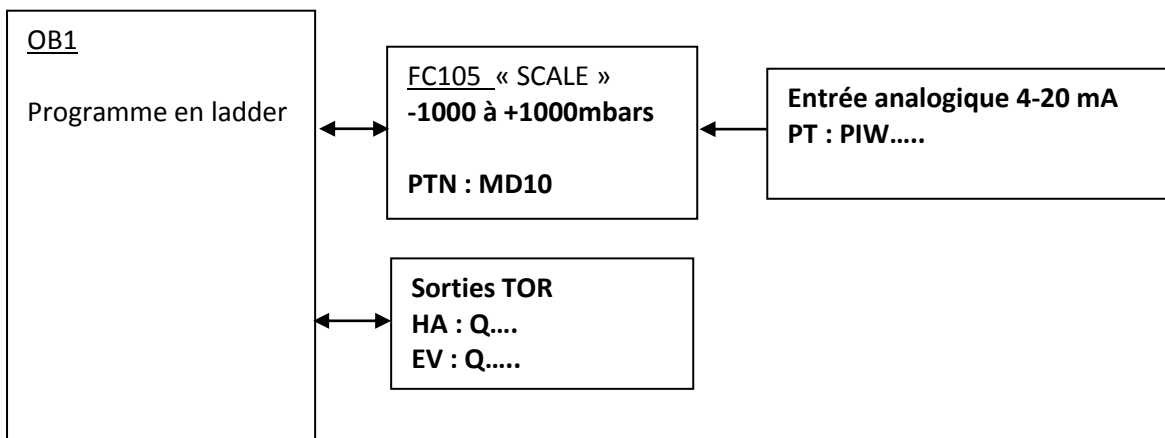 OB1
Programme en ladder
FC105 « SCALE »
-1000 à +1000mbars
PTN : MD10
Entrée analogique 4-20 mA
PT : PIW…..
Sorties TOR
HA : Q….
EV : Q…..